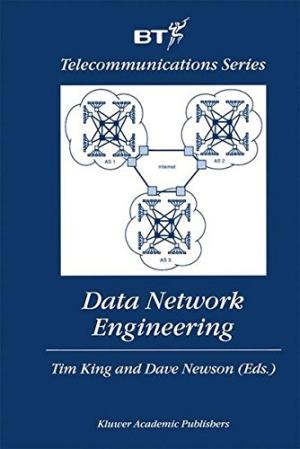 BT
Telecommunications Series
AS 1
AS 2
Internet
AS 3
Data Network
Engineering
Tim King and Dave Newson (Eds.)
Kluwer Academic Publishers